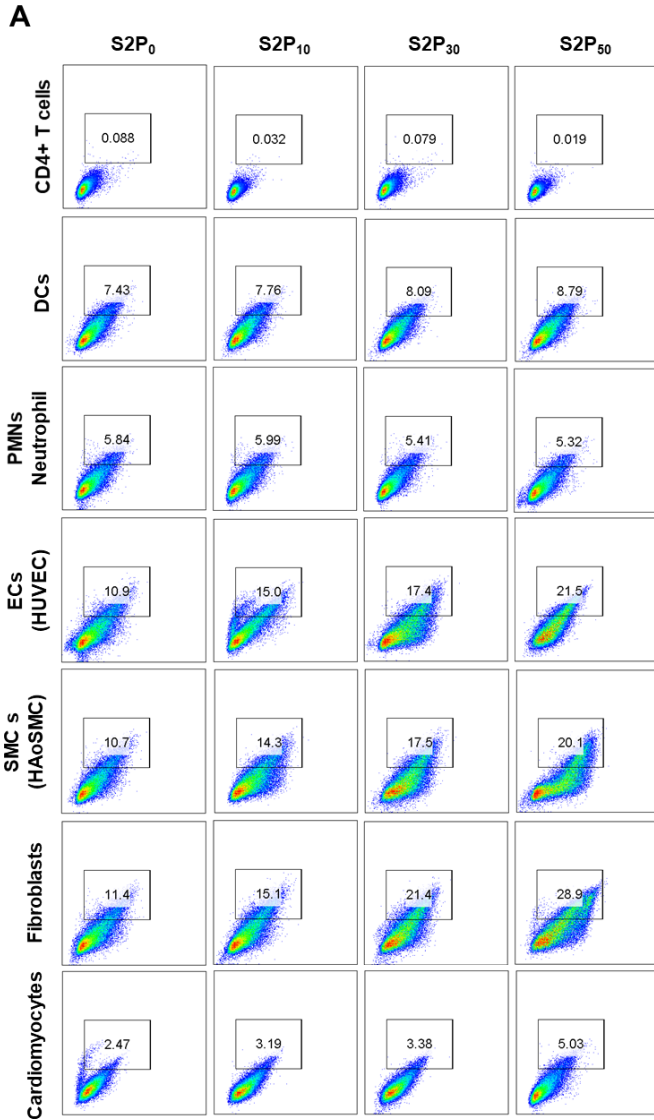 A
S2P₀ S2P₁₀ S2P₃₀ S2P₅₀
CD4+ T cells
0.088 0.032 0.079 0.019
DCs
7.43 7.76 8.09 8.79
PMNs
Neutrophil
5.84 5.99 5.41 5.32
ECs
(HUVEC)
10.9 15.0 17.4 21.5
SMC s
(HAoSMC)
10.7 14.3 17.5 20.1
Fibroblasts
11.4 15.1 21.4 28.9
Cardiomyocytes
2.47 3.19 3.38 5.03